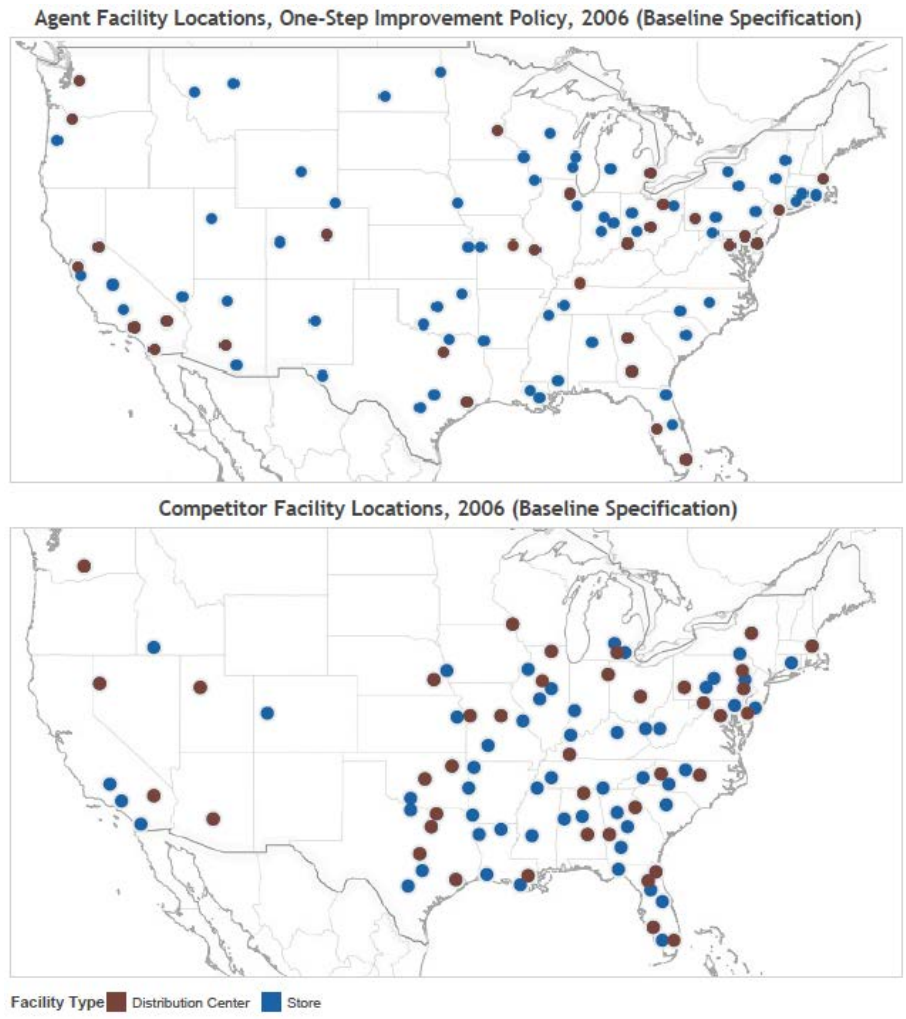 Agent Facility Locations, One-Step Improvement Policy, 2006 (Baseline Specification)
Competitor Facility Locations, 2006 (Baseline Specification)
Facility Type Distribution Center Store